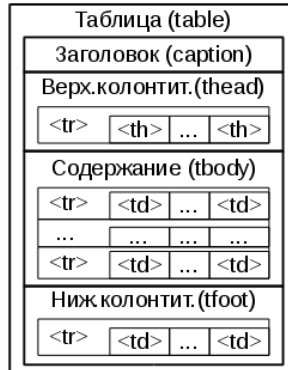 Таблица (table)
Заголовок (caption)
Верх.колонтит.(thead)
<tr> <th> ... <th>
Содержание (tbody)
<tr> <td> ... <td>
... ... ... ...
<tr> <td> ... <td>
Ниж.колонтит.(tfoot)
<tr> <td> ... <td>